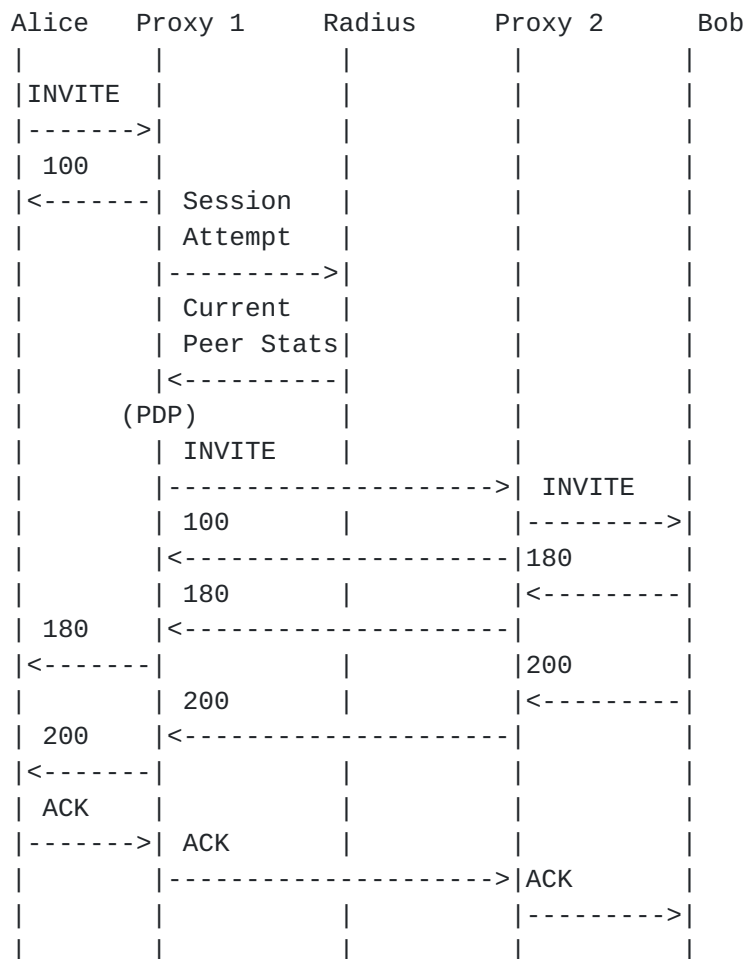 Alice Proxy 1 Radius Proxy 2 Bob
INVITE
100
Session
Attempt
Current
Peer Stats
(PDP)
INVITE
INVITE
100
180
180
180
200
200
200
ACK
ACK
ACK